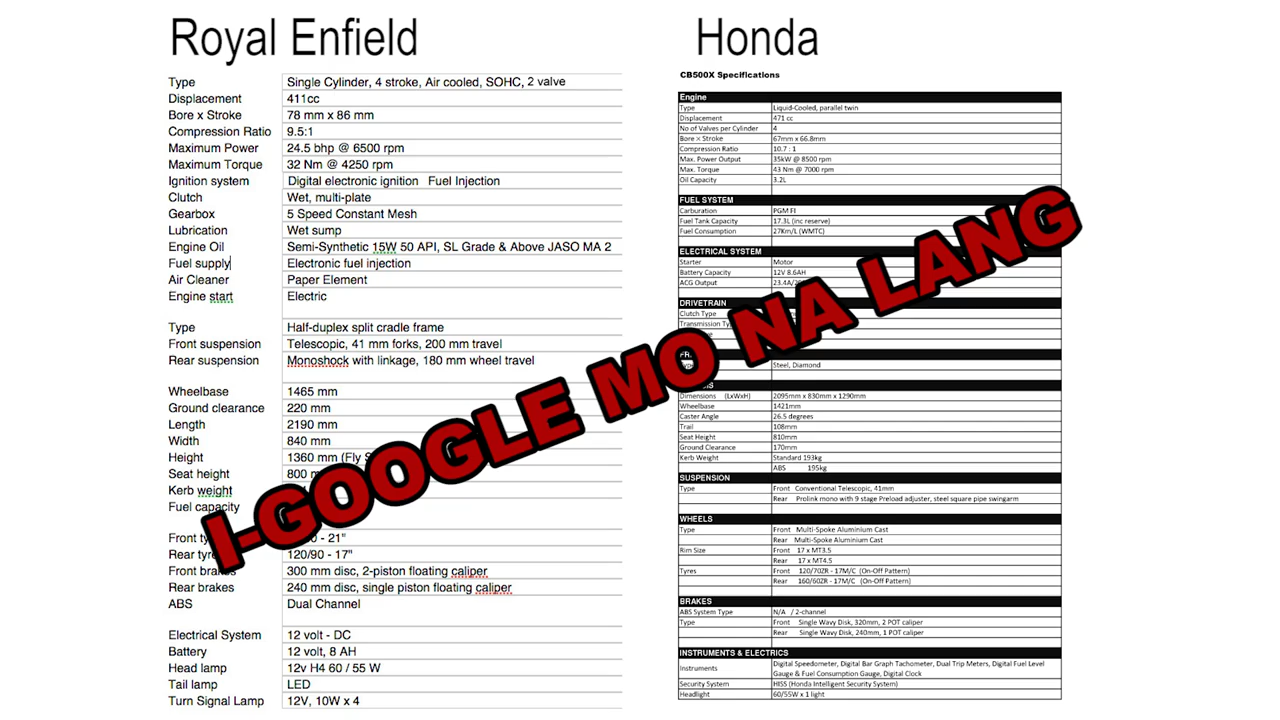 Royal Enfield
Type Single Cylinder, 4 stroke, Air cooled, SOHC, 2 valve
Displacement 411cc
Bore x Stroke 78 mm x 86 mm
Compression Ratio 9.5:1
Maximum Power 24.5 bhp @ 6500 rpm
Maximum Torque 32 Nm @ 4250 rpm
Ignition system Digital electronic ignition Fuel Injection
Clutch Wet, multi-plate
Gearbox 5 Speed Constant Mesh
Lubrication Wet sump
Engine Oil Semi-Synthetic 15W 50 API, SL Grade & Above JASO MA 2
Fuel supply Electronic fuel injection
Air Cleaner Paper Element
Engine start Electric
Type Half-duplex split cradle frame
Front suspension Telescopic, 41 mm forks, 200 mm travel
Rear suspension Monoshock with linkage, 180 mm wheel travel
Wheelbase 1465 mm
Ground clearance 220 mm
Length 2190 mm
Width 840 mm
Height 1360 mm (Fly
Seat height 800
Kerb weight
Fuel capacity
Front - 21"
Rear tyre 120/90 - 17"
Front brakes 300 mm disc, 2-piston floating caliper
Rear brakes 240 mm disc, single piston floating caliper
ABS Dual Channel
Electrical System 12 volt - DC
Battery 12 volt, 8 AH
Head lamp 12v H4 60 / 55 W
Tail lamp LED
Turn Signal Lamp 12V, 10W x 4
Honda
CB500X Specifications
Engine
Type Liquid-Cooled, parallel twin
Displacement 471 cc
No of Valves per Cylinder 4
Bore × Stroke 67mm x 66.8mm
Compression Ratio 10.7 : 1
Max. Power Output 35kW @ 8500 rpm
Max. Torque 43 Nm @ 7000 rpm
Oil Capacity 3.2L
FUEL SYSTEM
Carburation PGM FI
Fuel Tank Capacity 17.3L (inc reserve)
Fuel Consumption 27Km/L (WMTC)
ELECTRICAL SYSTEM
Starter Motor
Battery Capacity 12V 8.6AH
ACG Output 23.4A/
DRIVETRAIN
Clutch Type
Transmission
Steel, Diamond
Dimensions (LxWxH) 2095mm x 830mm x 1290mm
Wheelbase 1421mm
Caster Angle 26.5 degrees
Trail 108mm
Seat Height 810mm
Ground Clearance 170mm
Kerb Weight Standard 193kg
ABS 195kg
SUSPENSION
Type Front Conventional Telescopic, 41mm
Rear Prolink mono with 9 stage Preload adjuster, steel square pipe swingarm
WHEELS
Type Front Multi-Spoke Aluminium Cast
Rear Multi-Spoke Aluminium Cast
Rim Size Front 17 x MT3.5
Rear 17 x MT4.5
Tyres Front 120/70ZR - 17M/C (On-Off Pattern)
Rear 160/60ZR - 17M/C (On-Off Pattern)
BRAKES
ABS System Type N/A / 2-channel
Type Front Single Wavy Disk, 320mm, 2 POT caliper
Rear Single Wavy Disk, 240mm, 1 POT caliper
INSTRUMENTS & ELECTRICS
Instruments Digital Speedometer, Digital Bar Graph Tachometer, Dual Trip Meters, Digital Fuel Level
Gauge & Fuel Consumption Gauge, Digital Clock
Security System HISS (Honda Intelligent Security System)
Headlight 60/55W x 1 light
I-GOOGLE MO NA LANG